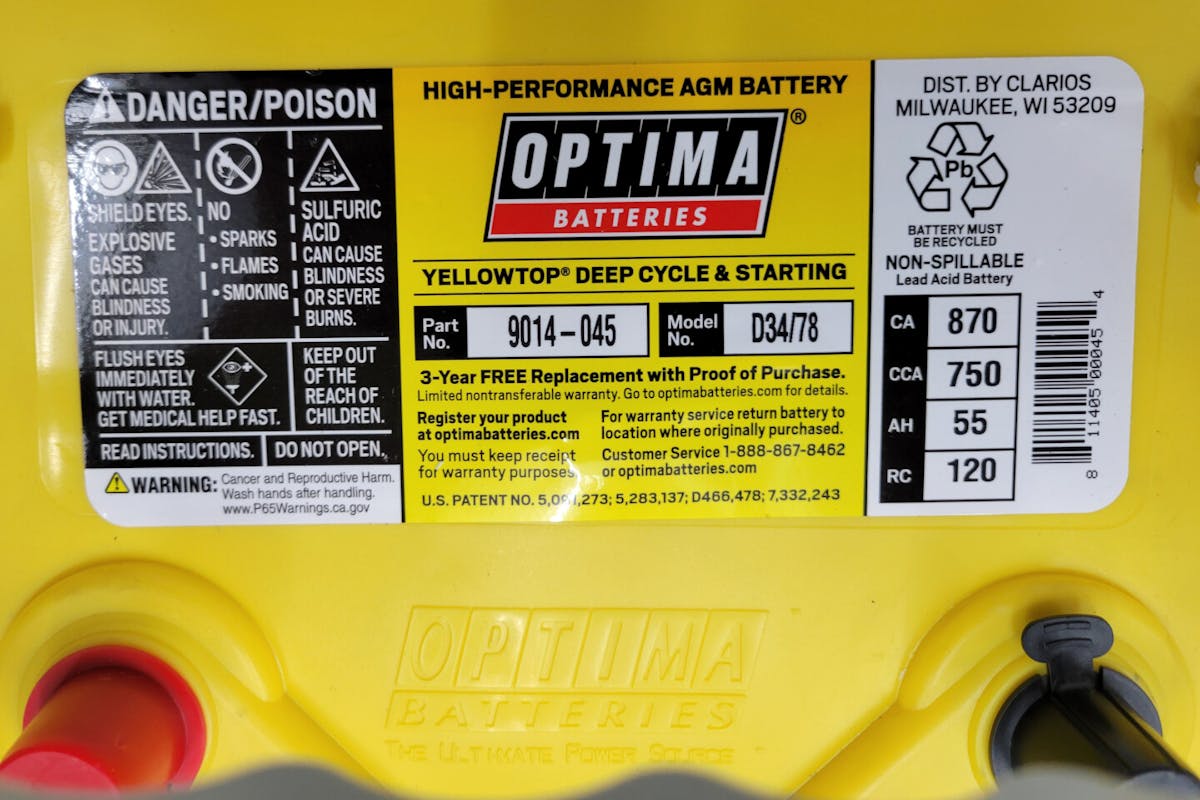 DANGER/POISON
SHIELD EYES.
EXPLOSIVE
GASES
CAN CAUSE
BLINDNESS
OR INJURY.
NO
• SPARKS
• FLAMES
• SMOKING
SULFURIC
ACID
CAN CAUSE
BLINDNESS
OR SEVERE
BURNS.
FLUSH EYES
IMMEDIATELY
WITH WATER.
GET MEDICAL HELP FAST.
KEEP OUT
OF THE
REACH OF
CHILDREN.
READ INSTRUCTIONS.
DO NOT OPEN.
WARNING: Cancer and Reproductive Harm.
Wash hands after handling.
www.P65Warnings.ca.gov
HIGH-PERFORMANCE AGM BATTERY
OPTIMA®
BATTERIES
YELLOWTOP® DEEP CYCLE & STARTING
Part No. 9014-045
Model No. D34/78
3-Year FREE Replacement with Proof of Purchase.
Limited nontransferable warranty. Go to optimabatteries.com for details.
Register your product
at optimabatteries.com
You must keep receipt
for warranty purposes
For warranty service return battery to
location where originally purchased.
Customer Service 1-888-867-8462
or optimabatteries.com
U.S. PATENT NO. 5,283,137; D466,478; 7,332,243
DIST. BY CLARIOS
MILWAUKEE, WI 53209
Pb
BATTERY MUST
BE RECYCLED
NON-SPILLABLE
Lead Acid Battery
CA 870
CCA 750
AH 55
RC 120
8 11405 00045 4
OPTIMA
BATTERIES
THE ULTIMATE POWER SOURCE